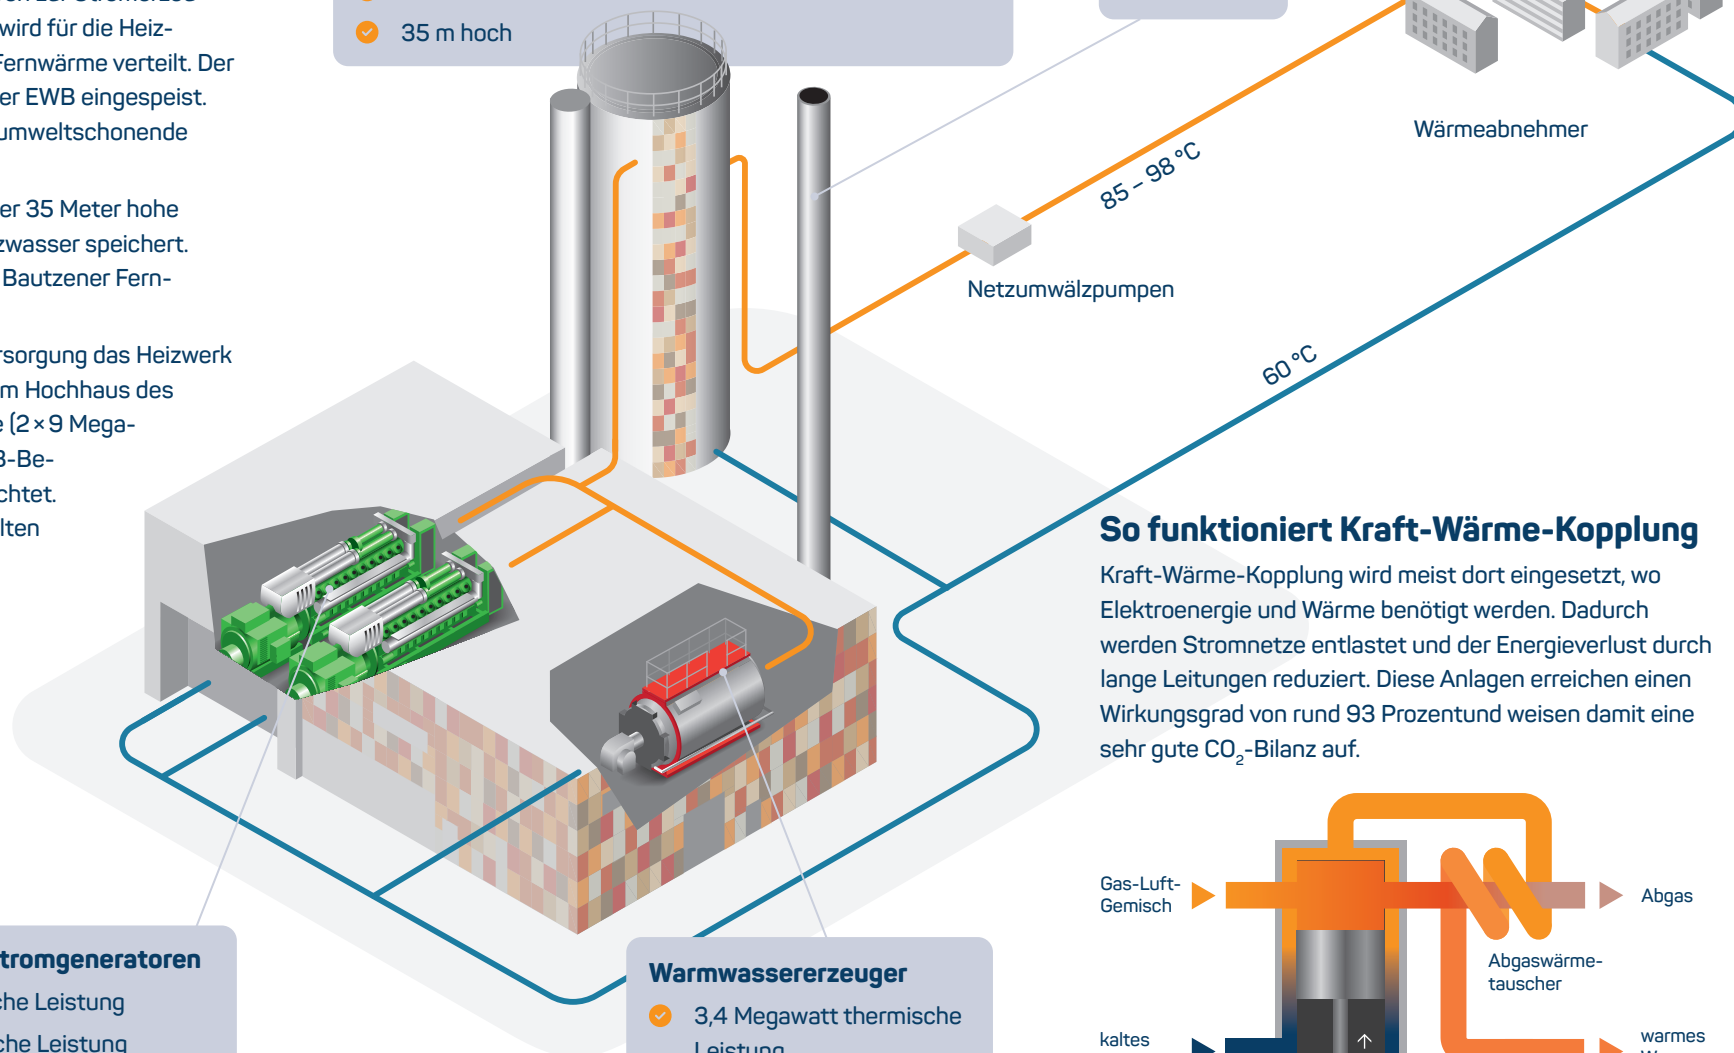 wird für die Heiz-
Fernwärme verteilt. Der
er EWB eingespeist.
umweltschonende
er 35 Meter hohe
zwasser speichert.
Bautzener Fern-
rsorgung das Heizwerk
m Hochhaus des
e (2 × 9 Mega-
B-Be-
chtet.
lten
35 m hoch
Wärmeabnehmer
85 – 98 °C
Netzumwälzpumpen
60 °C
So funktioniert Kraft-Wärme-Kopplung
Kraft-Wärme-Kopplung wird meist dort eingesetzt, wo
Elektroenergie und Wärme benötigt werden. Dadurch
werden Stromnetze entlastet und der Energieverlust durch
lange Leitungen reduziert. Diese Anlagen erreichen einen
Wirkungsgrad von rund 93 Prozentund weisen damit eine
sehr gute CO₂-Bilanz auf.
Gas-Luft-
Gemisch
Abgas
Abgaswärme-
tauscher
kaltes
warmes
tromgeneratoren
che Leistung
che Leistung
Warmwassererzeuger
3,4 Megawatt thermische
Leistung